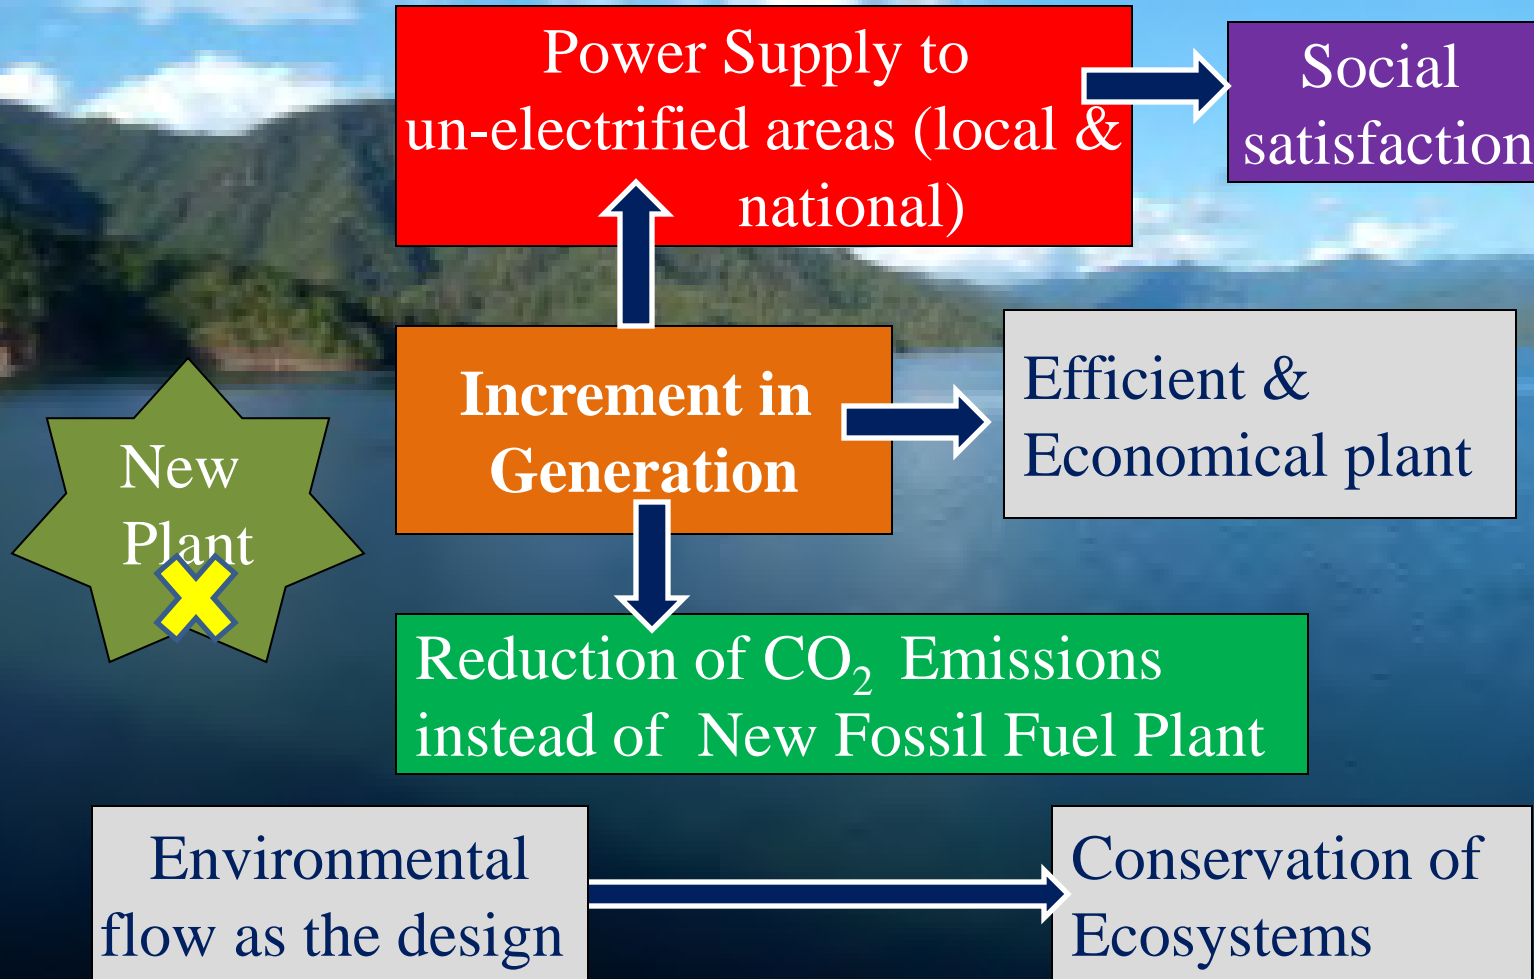 Power Supply to
un-electrified areas (local &
national)
Social
satisfaction
Increment in
Generation
Efficient &
Economical plant
New
Plant
Reduction of CO₂ Emissions
instead of New Fossil Fuel Plant
Environmental
flow as the design
Conservation of
Ecosystems